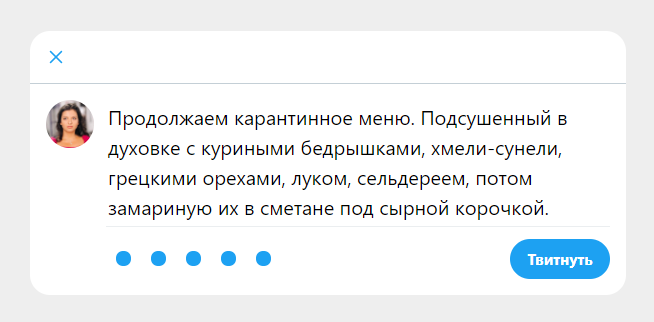 Продолжаем карантинное меню. Подсушенный в
духовке с куриными бедрышками, хмели-сунели,
грецкими орехами, луком, сельдереем, потом
замариную их в сметане под сырной корочкой.
Твитнуть